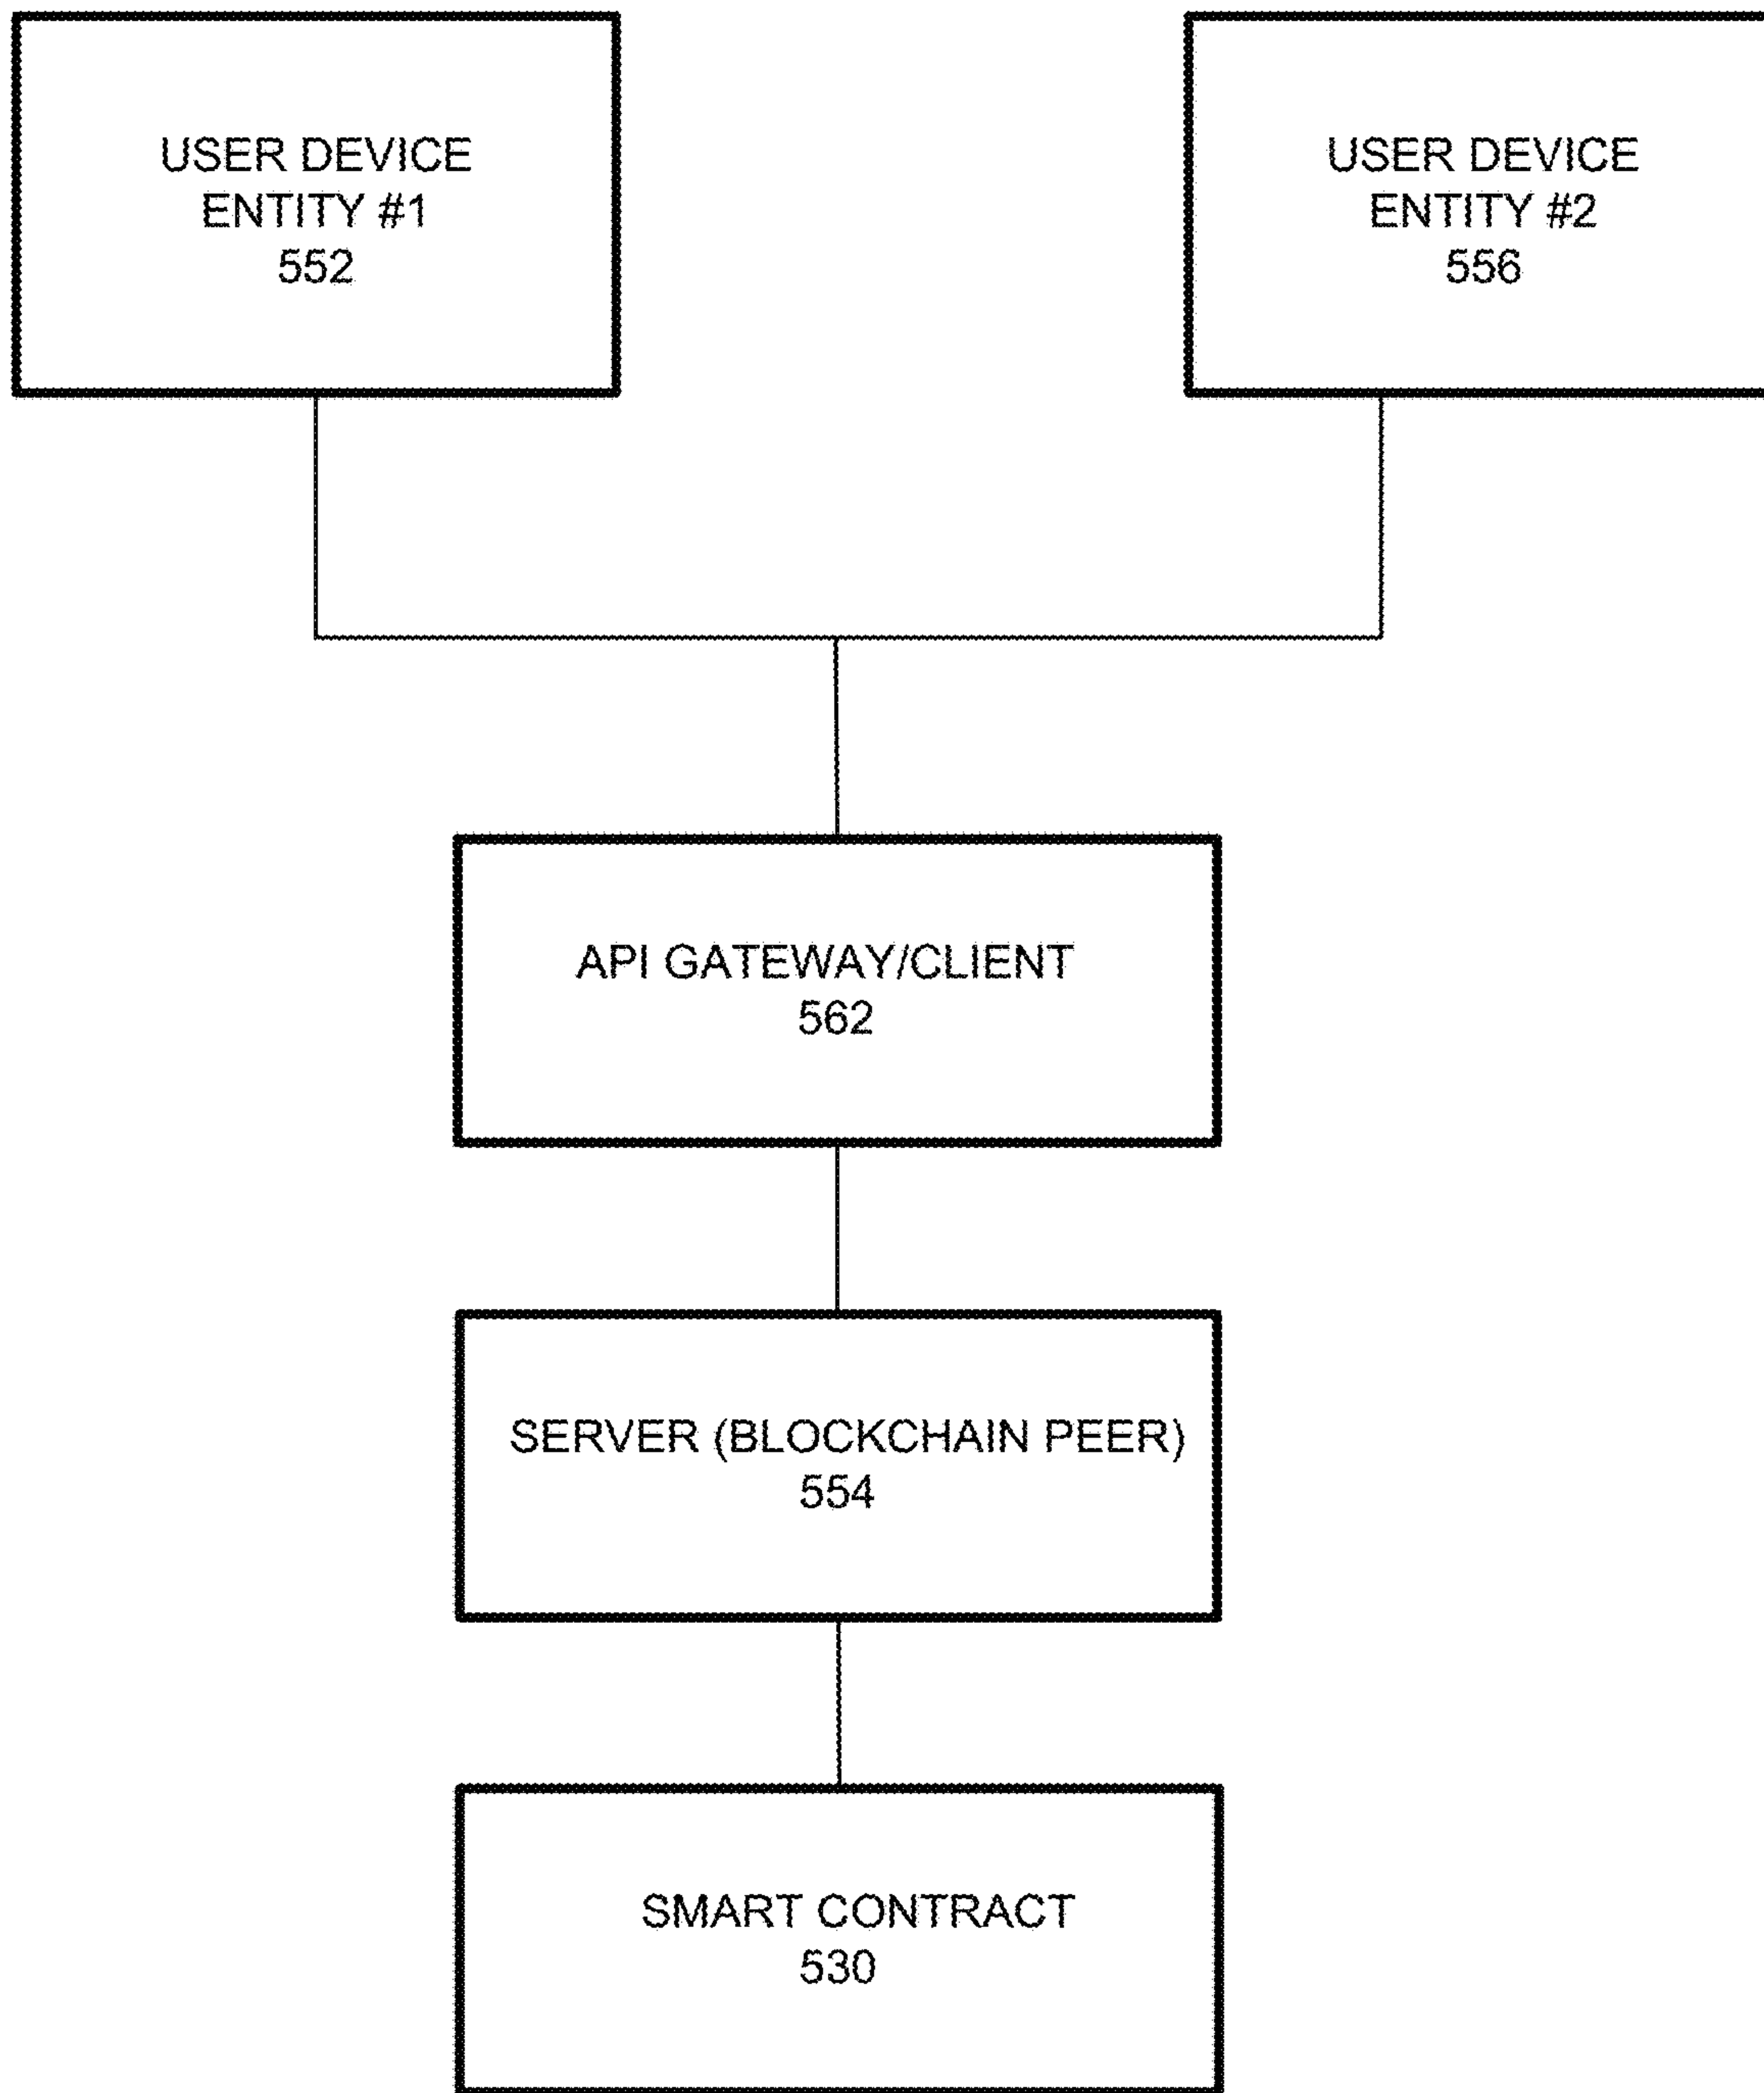 USER DEVICE
ENTITY #1
552
USER DEVICE
ENTITY #2
556
API GATEWAY/CLIENT
562
SERVER (BLOCKCHAIN PEER)
554
SMART CONTRACT
530